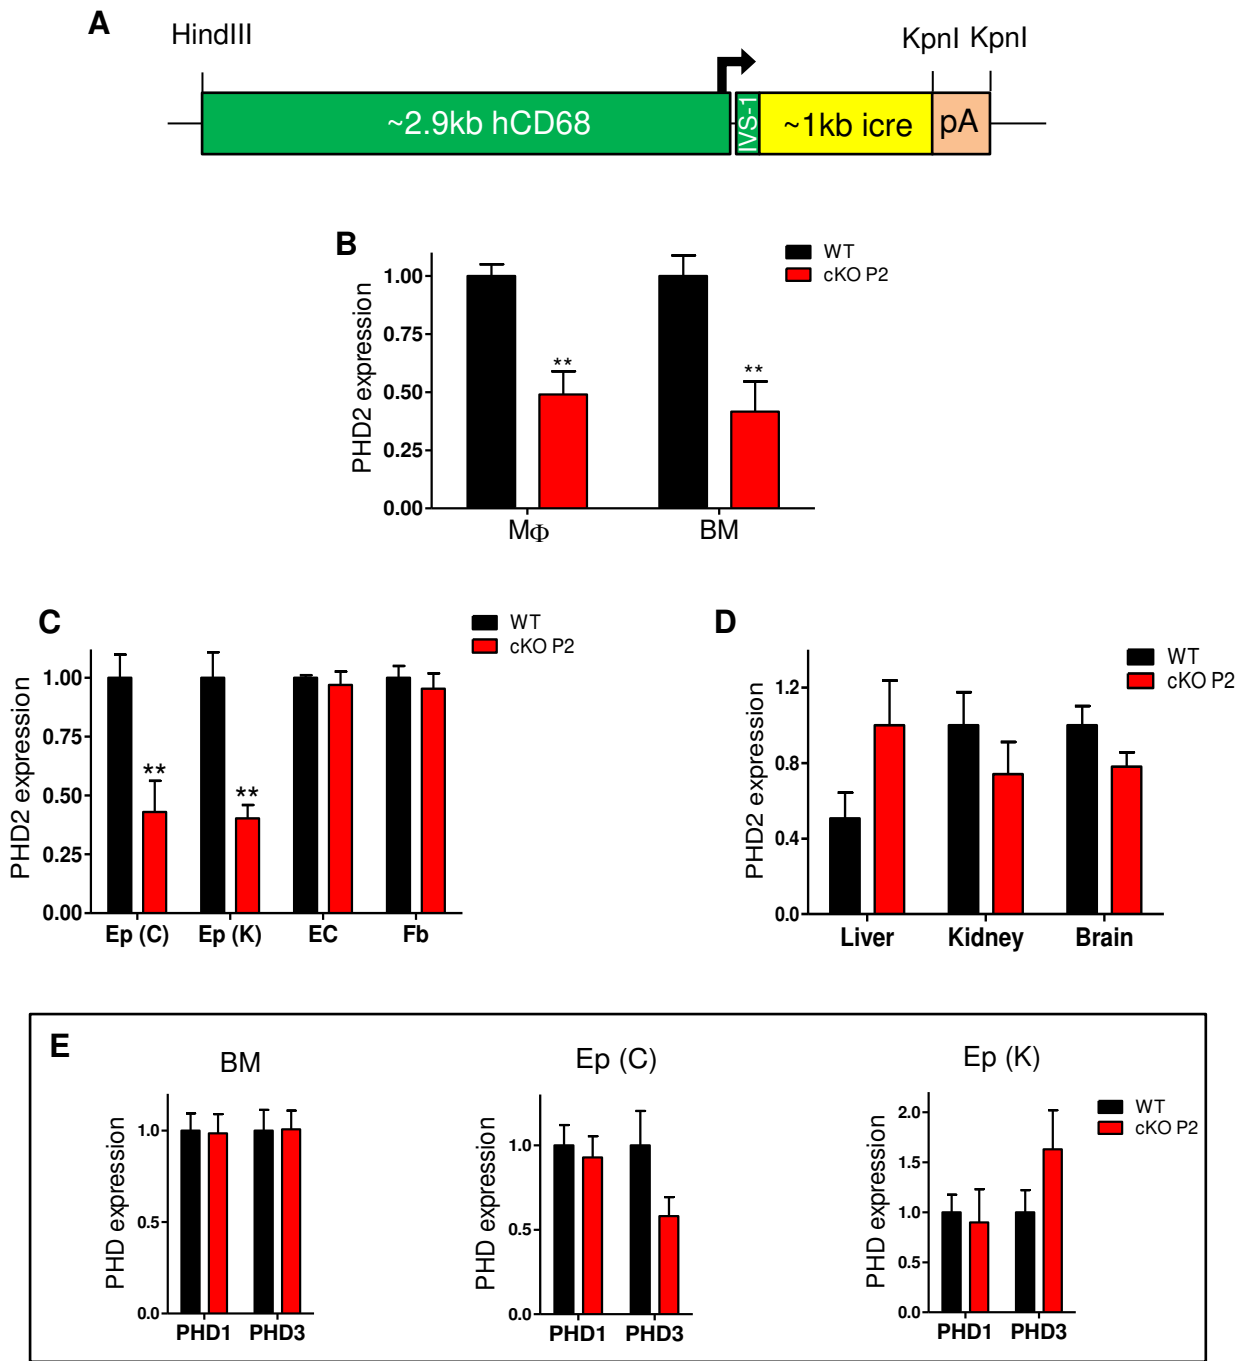 A
HindIII
KpnI KpnI
~2.9kb hCD68
IVS-1
~1kb icre
pA
B
WT
cKO P2
PHD2 expression
1.00
0.75
0.50
0.25
0.00
**
**
MΦ
BM
C
WT
cKO P2
PHD2 expression
1.00
0.75
0.50
0.25
0.00
**
**
Ep (C)
Ep (K)
EC
Fb
D
WT
cKO P2
PHD2 expression
1.2
0.8
0.4
0.0
Liver
Kidney
Brain
E
BM
PHD expression
1.0
0.5
0.0
PHD1
PHD3
Ep (C)
PHD expression
1.0
0.5
0.0
PHD1
PHD3
Ep (K)
WT
cKO P2
PHD expression
2.0
1.5
1.0
0.5
0.0
PHD1
PHD3